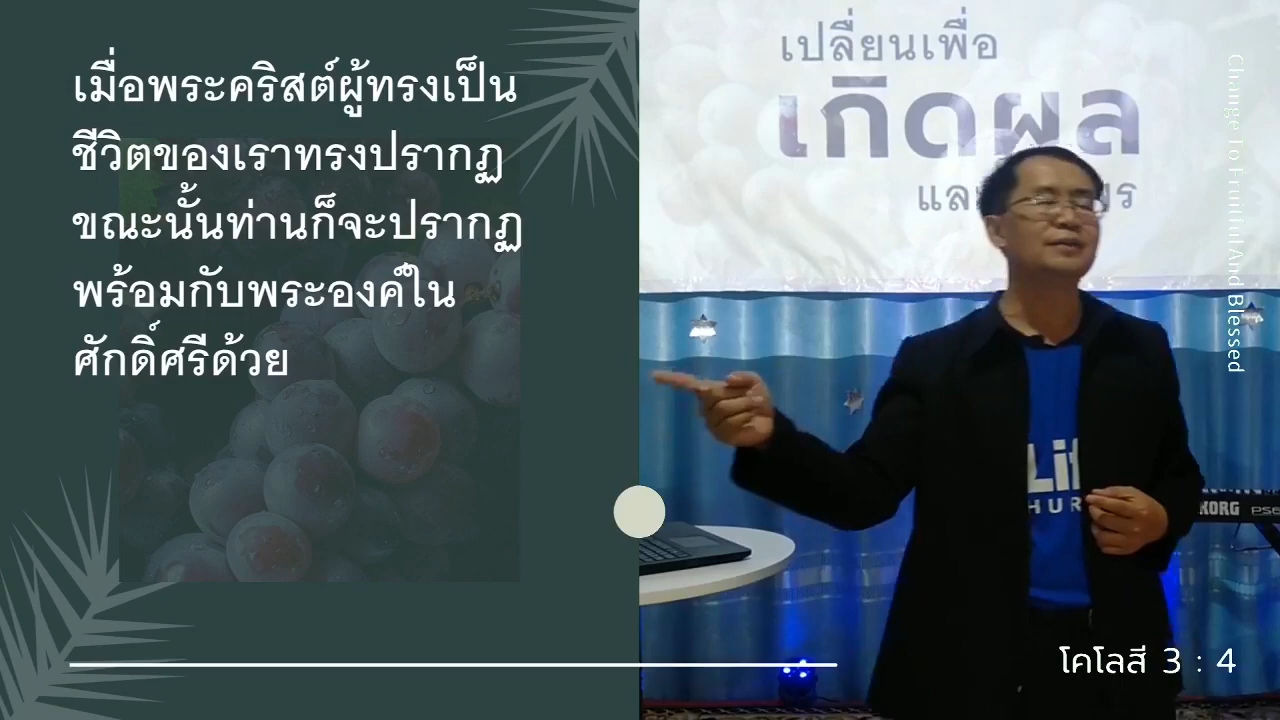 เมื่อพระคริสต์ผู้ทรงเป็น
ชีวิตของเราทรงปรากฏ
ขณะนั้นท่านก็จะปรากฏ
พร้อมกับพระองค์ใน
ศักดิ์ศรีด้วย
เปลี่ยนเพื่อ
เกิดผล
Change To Fruitful And Blessed
KORG
โคโลสี 3 : 4